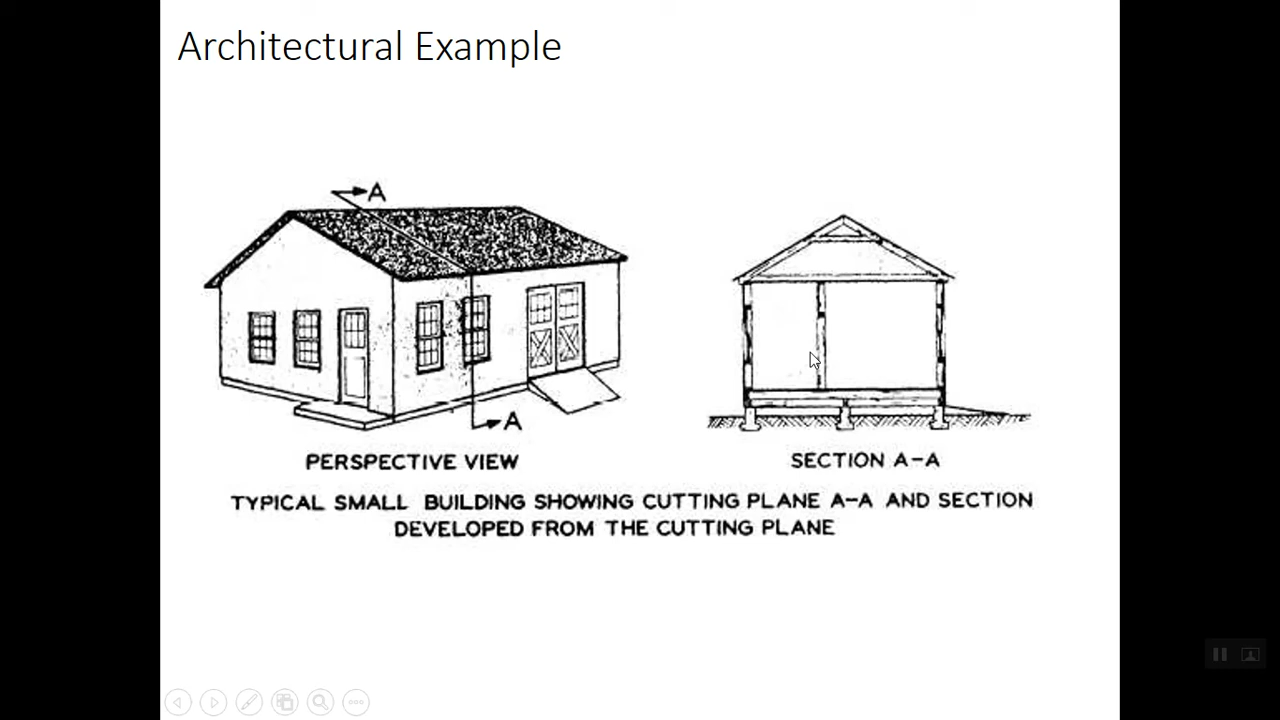 Architectural Example
A
A
PERSPECTIVE VIEW
SECTION A-A
TYPICAL SMALL BUILDING SHOWING CUTTING PLANE A-A AND SECTION
DEVELOPED FROM THE CUTTING PLANE